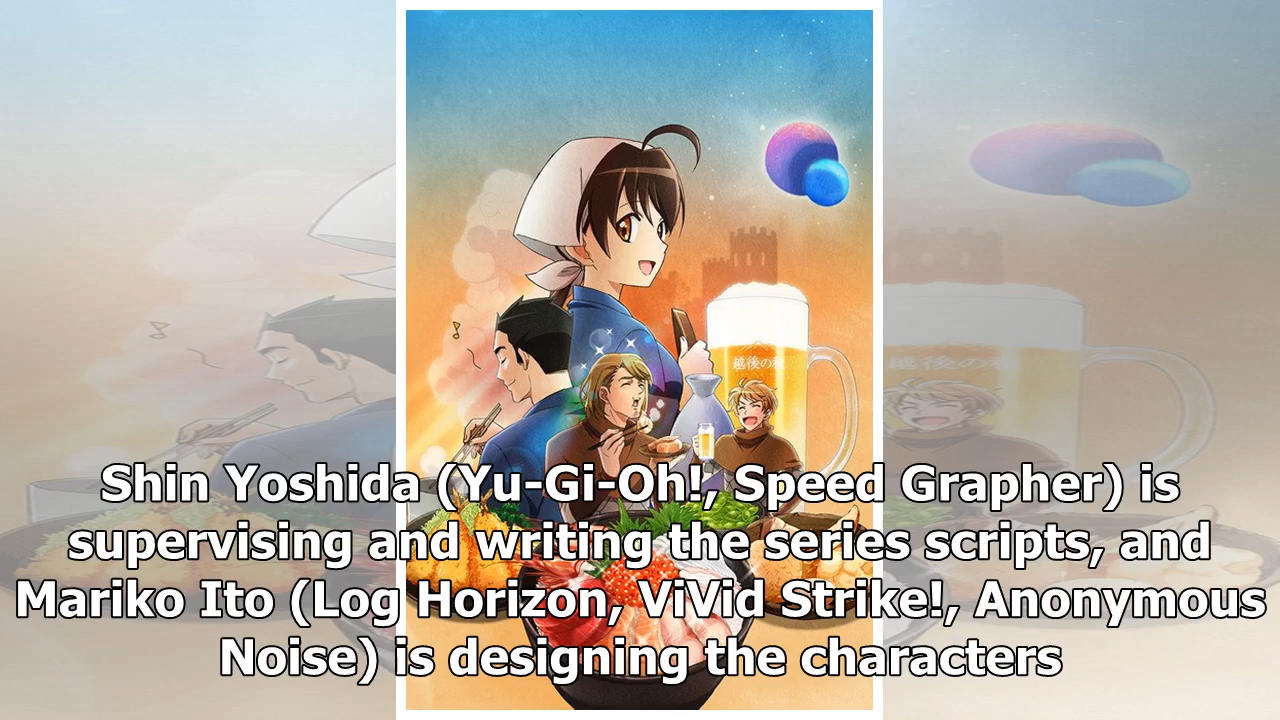 越後の
Shin Yoshida (Yu-Gi-Oh!, Speed Grapher) is
supervising and writing the series scripts, and
Mariko Ito (Log Horizon, ViVid Strike!, Anonymous
Noise) is designing the characters